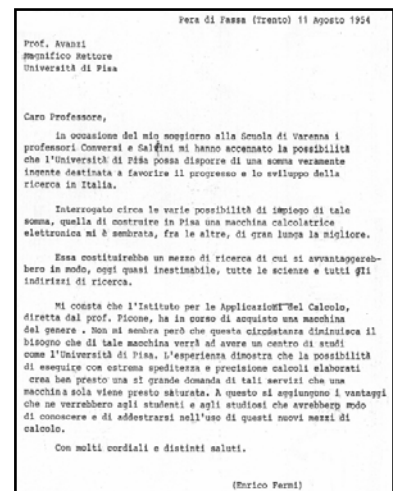 Pera di Fassa (Trento) 11 Agosto 1954
Prof. Avanzi
Magnifico Rettore
Università di Pisa
Caro Professore,
in occasione del mio soggiorno alla Scuola di Varenna i
professori Conversi e Salvini mi hanno accennato la possibilità
che l'Università di Pisa possa disporre di una somma veramente
ingente destinata a favorire il progresso e lo sviluppo della
ricerca in Italia.
Interrogato circa le varie possibilità di impiego di tale
somma, quella di costruire in Pisa una macchina calcolatrice
elettronica mi è sembrata, fra le altre, di gran lunga la migliore.
Essa costituirebbe un mezzo di ricerca di cui si avvantaggereb-
bero in modo, oggi quasi inestimabile, tutte le scienze e tutti gli
indirizzi di ricerca.
Mi consta che l'Istituto per le Applicazioni del Calcolo,
diretta dal prof. Picone, ha in corso di acquisto una macchina
del genere . Non mi sembra però che questa circostanza diminuisca il
bisogno che di tale macchina verrà ad avere un centro di studi
come l'Università di Pisa. L'esperienza dimostra che la possibilità
di eseguire con estrema speditezza e precisione calcoli elaborati
crea ben presto una sì grande domanda di tali servizi che una
macchina sola viene presto saturata. A questo si aggiungono i vantaggi
che ne verrebbero agli studenti e agli studiosi che avrebbero modo
di conoscere e di addestrarsi nell'uso di questi nuovi mezzi di
calcolo.
Con molti cordiali e distinti saluti.
(Enrico Fermi)